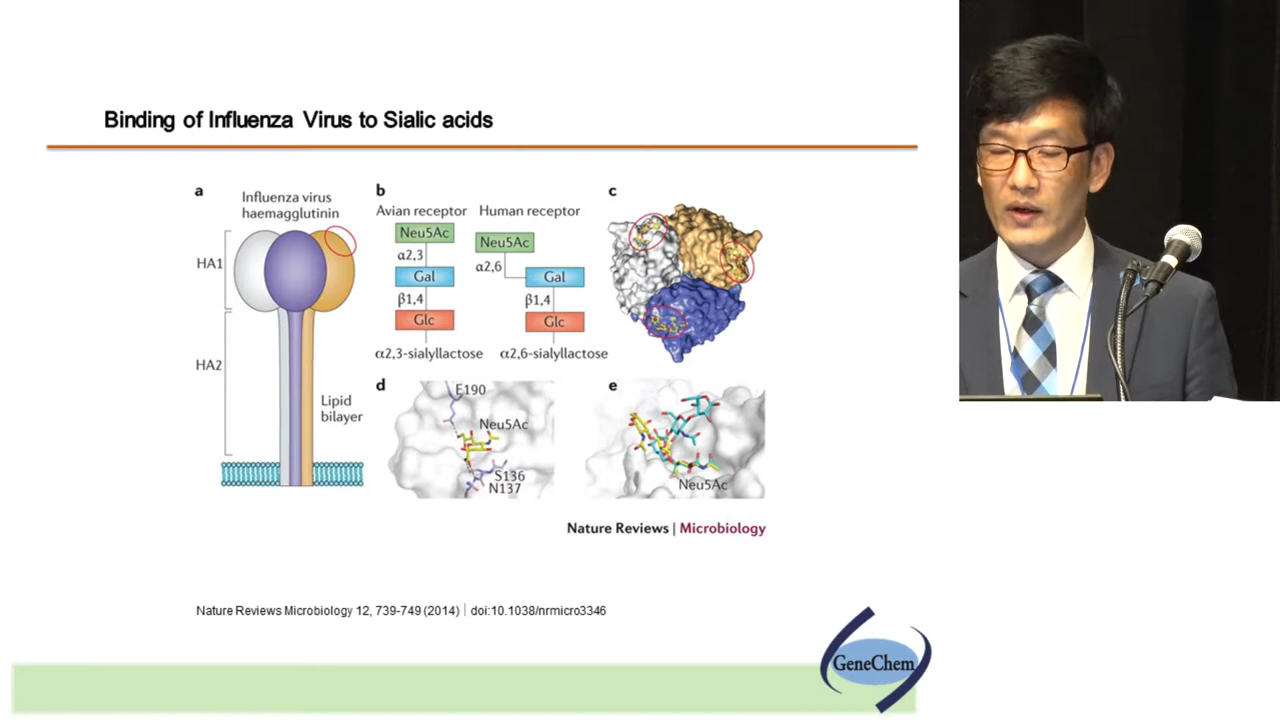 Binding of Influenza Virus to Sialic acids
a
Influenza virus
haemagglutinin
HA1
HA2
Lipid
bilayer
b
Avian receptor
Human receptor
Neu5Ac
α2,3
Gal
β1,4
Glc
α2,3-sialyllactose
Neu5Ac
α2,6
Gal
β1,4
Glc
α2,6-sialyllactose
c
d
E190
Neu5Ac
S136
N137
e
Neu5Ac
Nature Reviews | Microbiology
Nature Reviews Microbiology 12, 739-749 (2014) | doi:10.1038/nrmicro3346
GeneChem